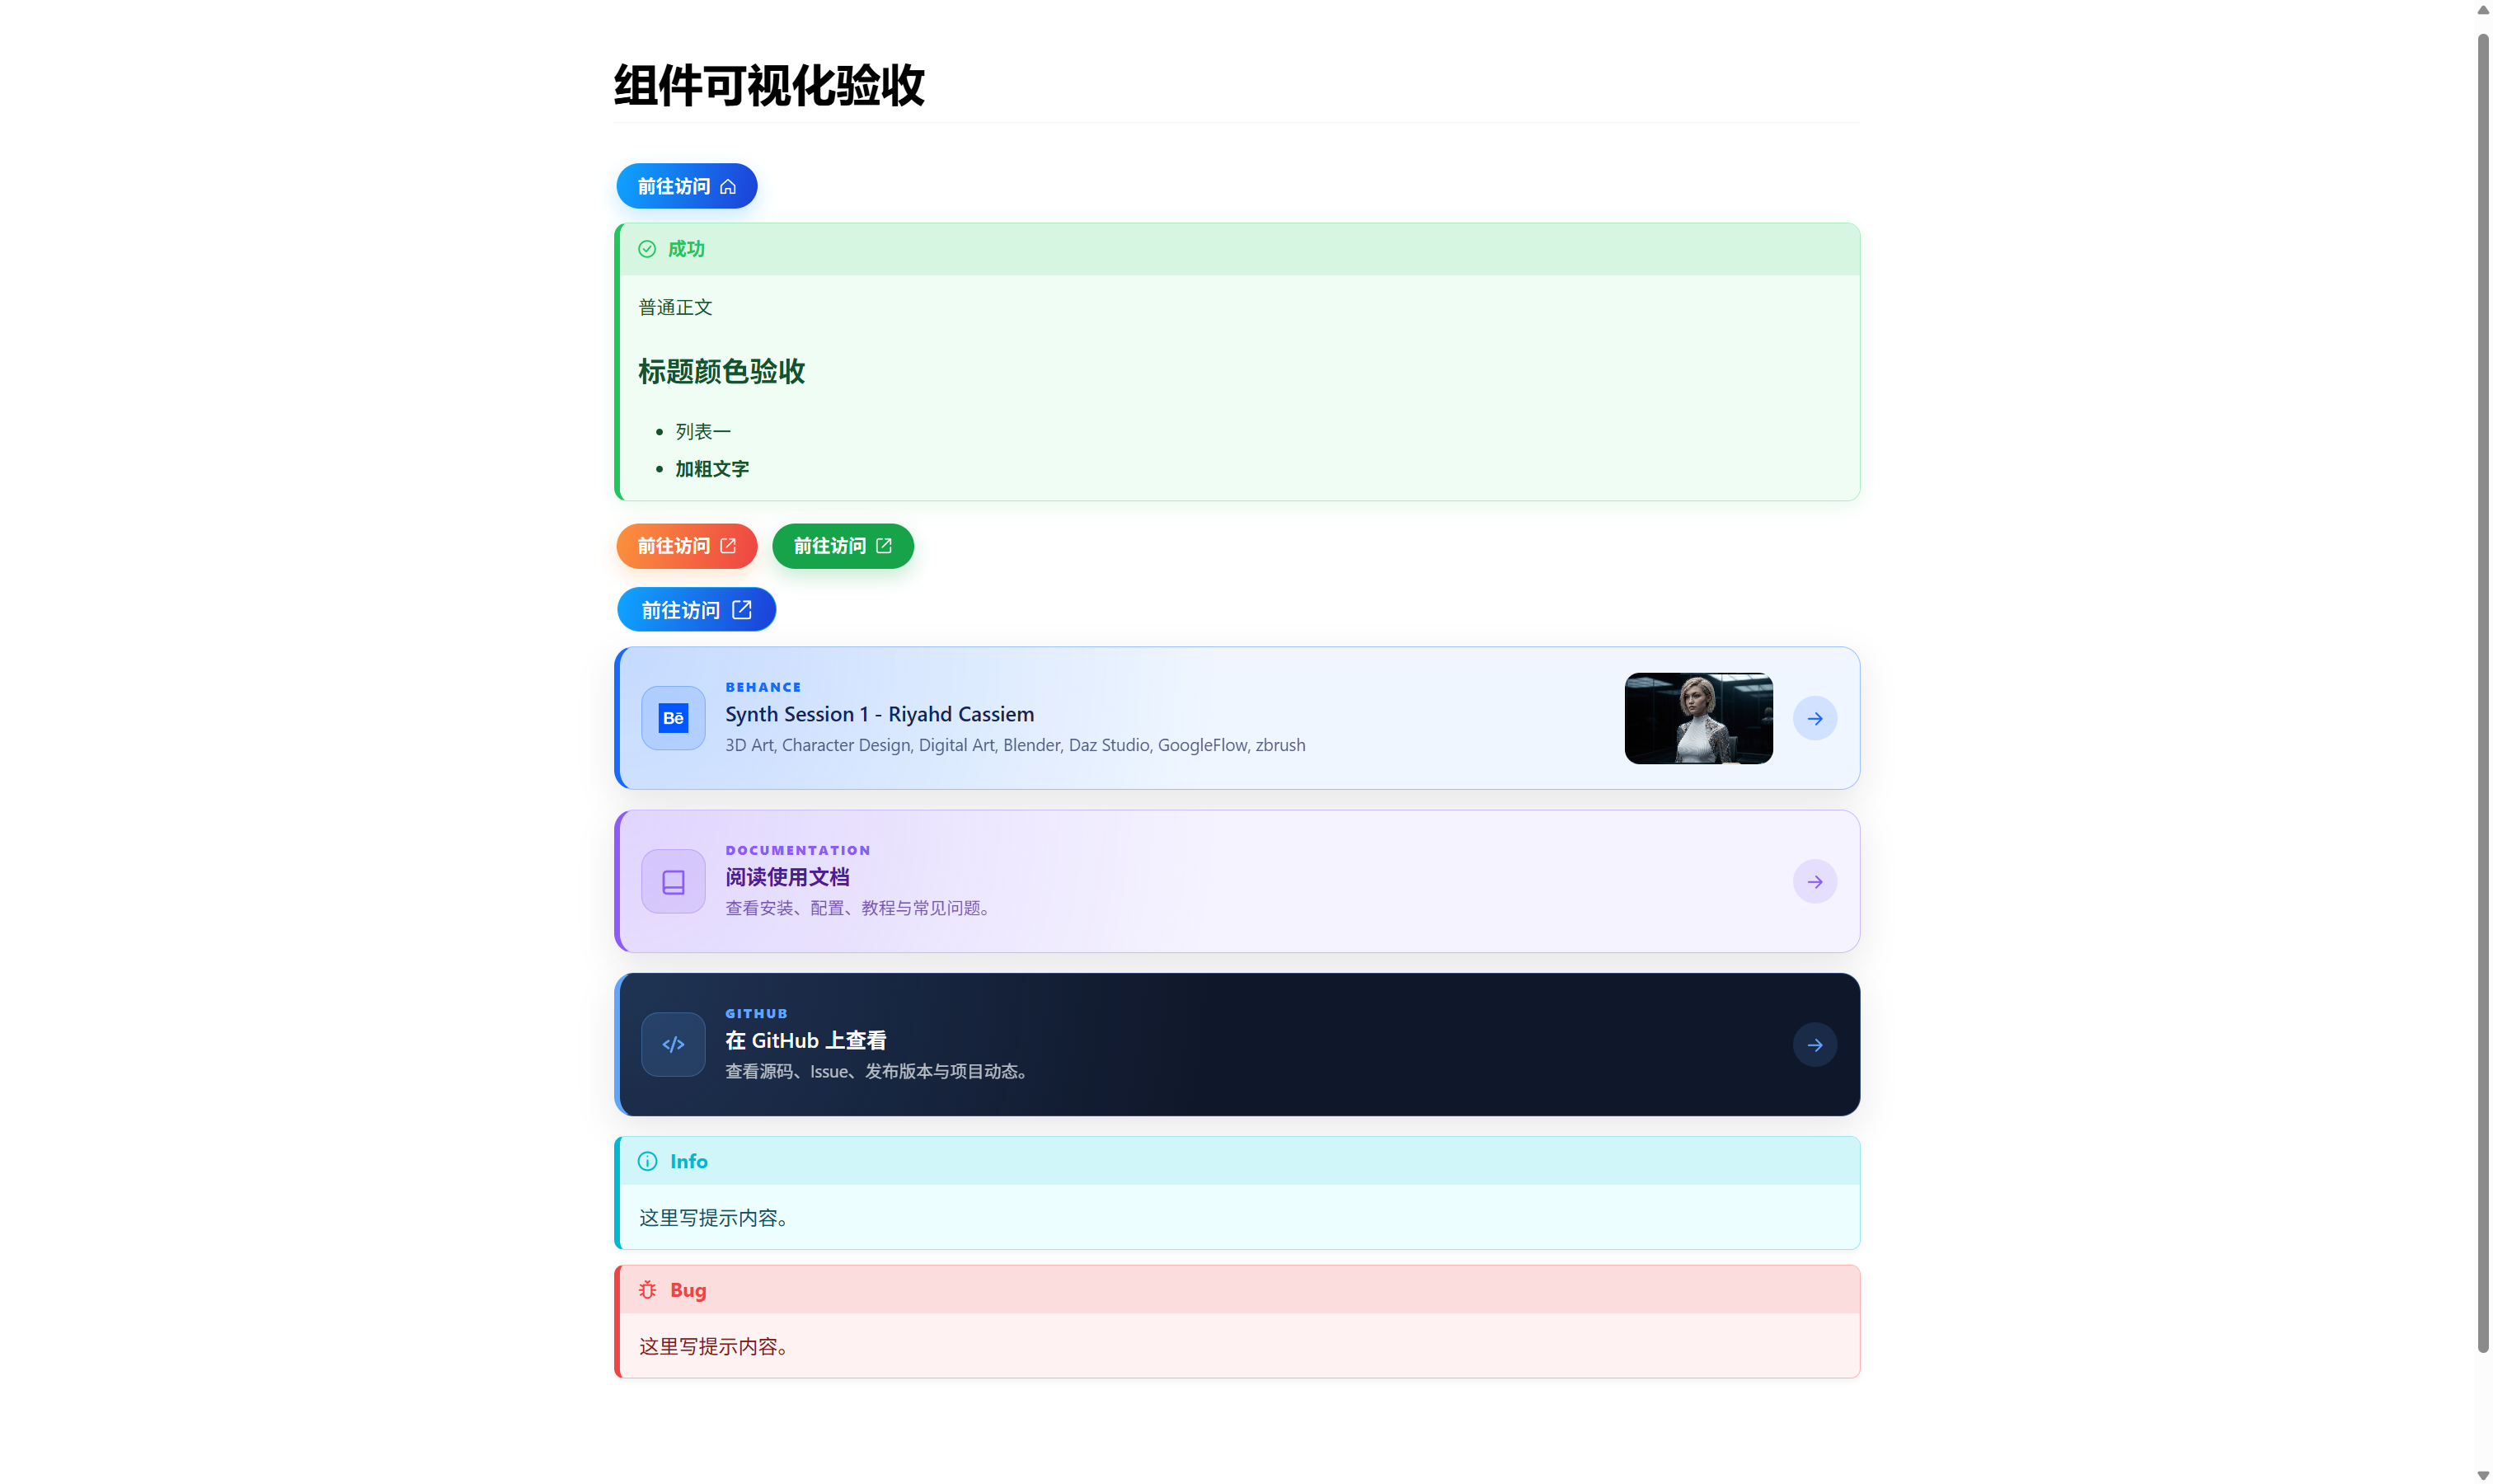 组件可视化验收
前往访问
成功
普通正文
标题颜色验收
列表一
加粗文字
前往访问
前往访问
前往访问
Bē
BEHANCE
Synth Session 1 - Riyahd Cassiem
3D Art, Character Design, Digital Art, Blender, Daz Studio, GoogleFlow, zbrush
DOCUMENTATION
阅读使用文档
查看安装、配置、教程与常见问题。
GITHUB
在 GitHub 上查看
查看源码、Issue、发布版本与项目动态。
Info
这里写提示内容。
Bug
这里写提示内容。